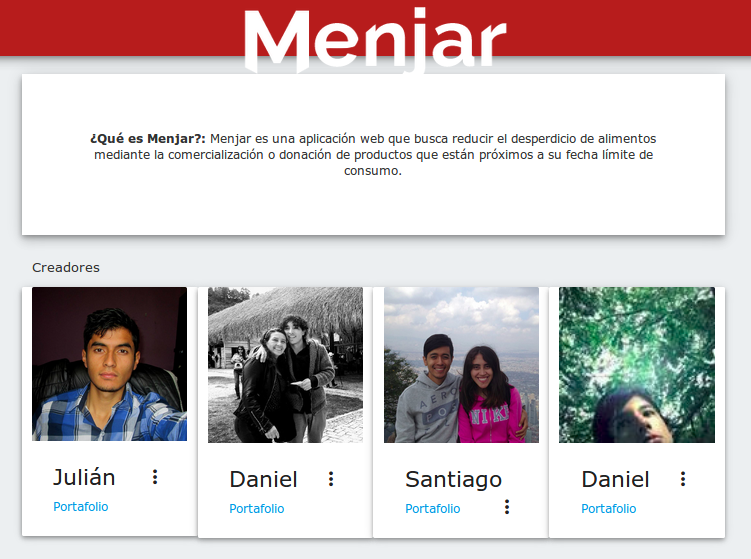 Menjar
¿Qué es Menjar?: Menjar es una aplicación web que busca reducir el desperdicio de alimentos
mediante la comercialización o donación de productos que están próximos a su fecha límite de
consumo.
Creadores
Julián
Daniel
Santiago
Daniel
Portafolio
Portafolio
Portafolio
Portafolio